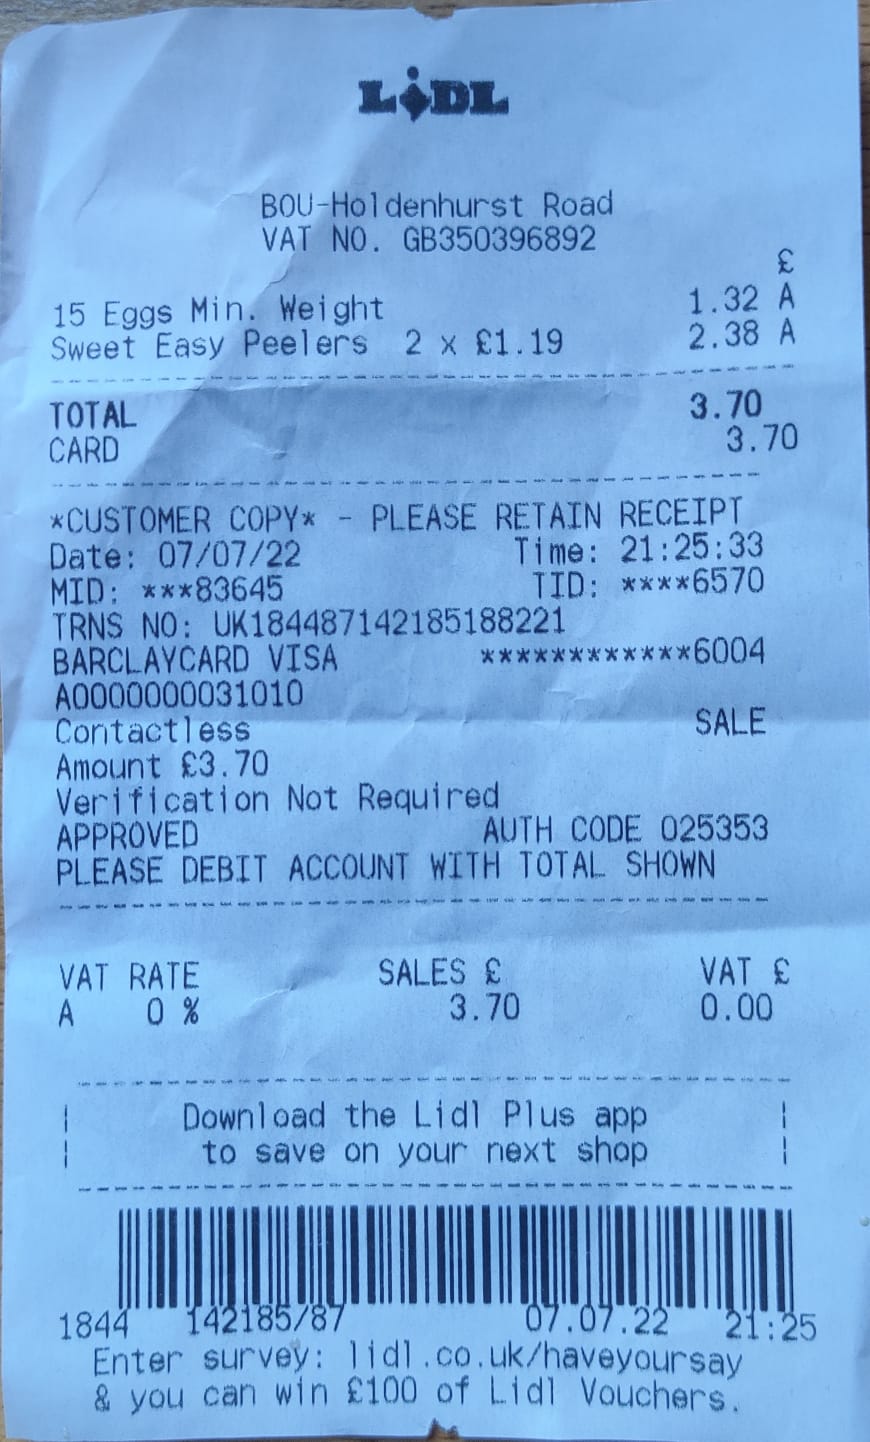 LIDL
BOU-Holdenhurst Road
VAT NO. GB350396892
£
15 Eggs Min. Weight 1.32 A
Sweet Easy Peelers 2 x £1.19 2.38 A
TOTAL 3.70
CARD 3.70
*CUSTOMER COPY* - PLEASE RETAIN RECEIPT
Date: 07/07/22 Time: 21:25:33
MID: ***83645 TID: ****6570
TRNS NO: UK184487142185188221
BARCLAYCARD VISA ************6004
A0000000031010
Contactless SALE
Amount £3.70
Verification Not Required
APPROVED AUTH CODE 025353
PLEASE DEBIT ACCOUNT WITH TOTAL SHOWN
VAT RATE SALES £ VAT £
A 0 % 3.70 0.00
Download the Lidl Plus app
to save on your next shop
1844 142185/87 07.07.22 21:25
Enter survey: lidl.co.uk/haveyoursay
& you can win £100 of Lidl Vouchers.